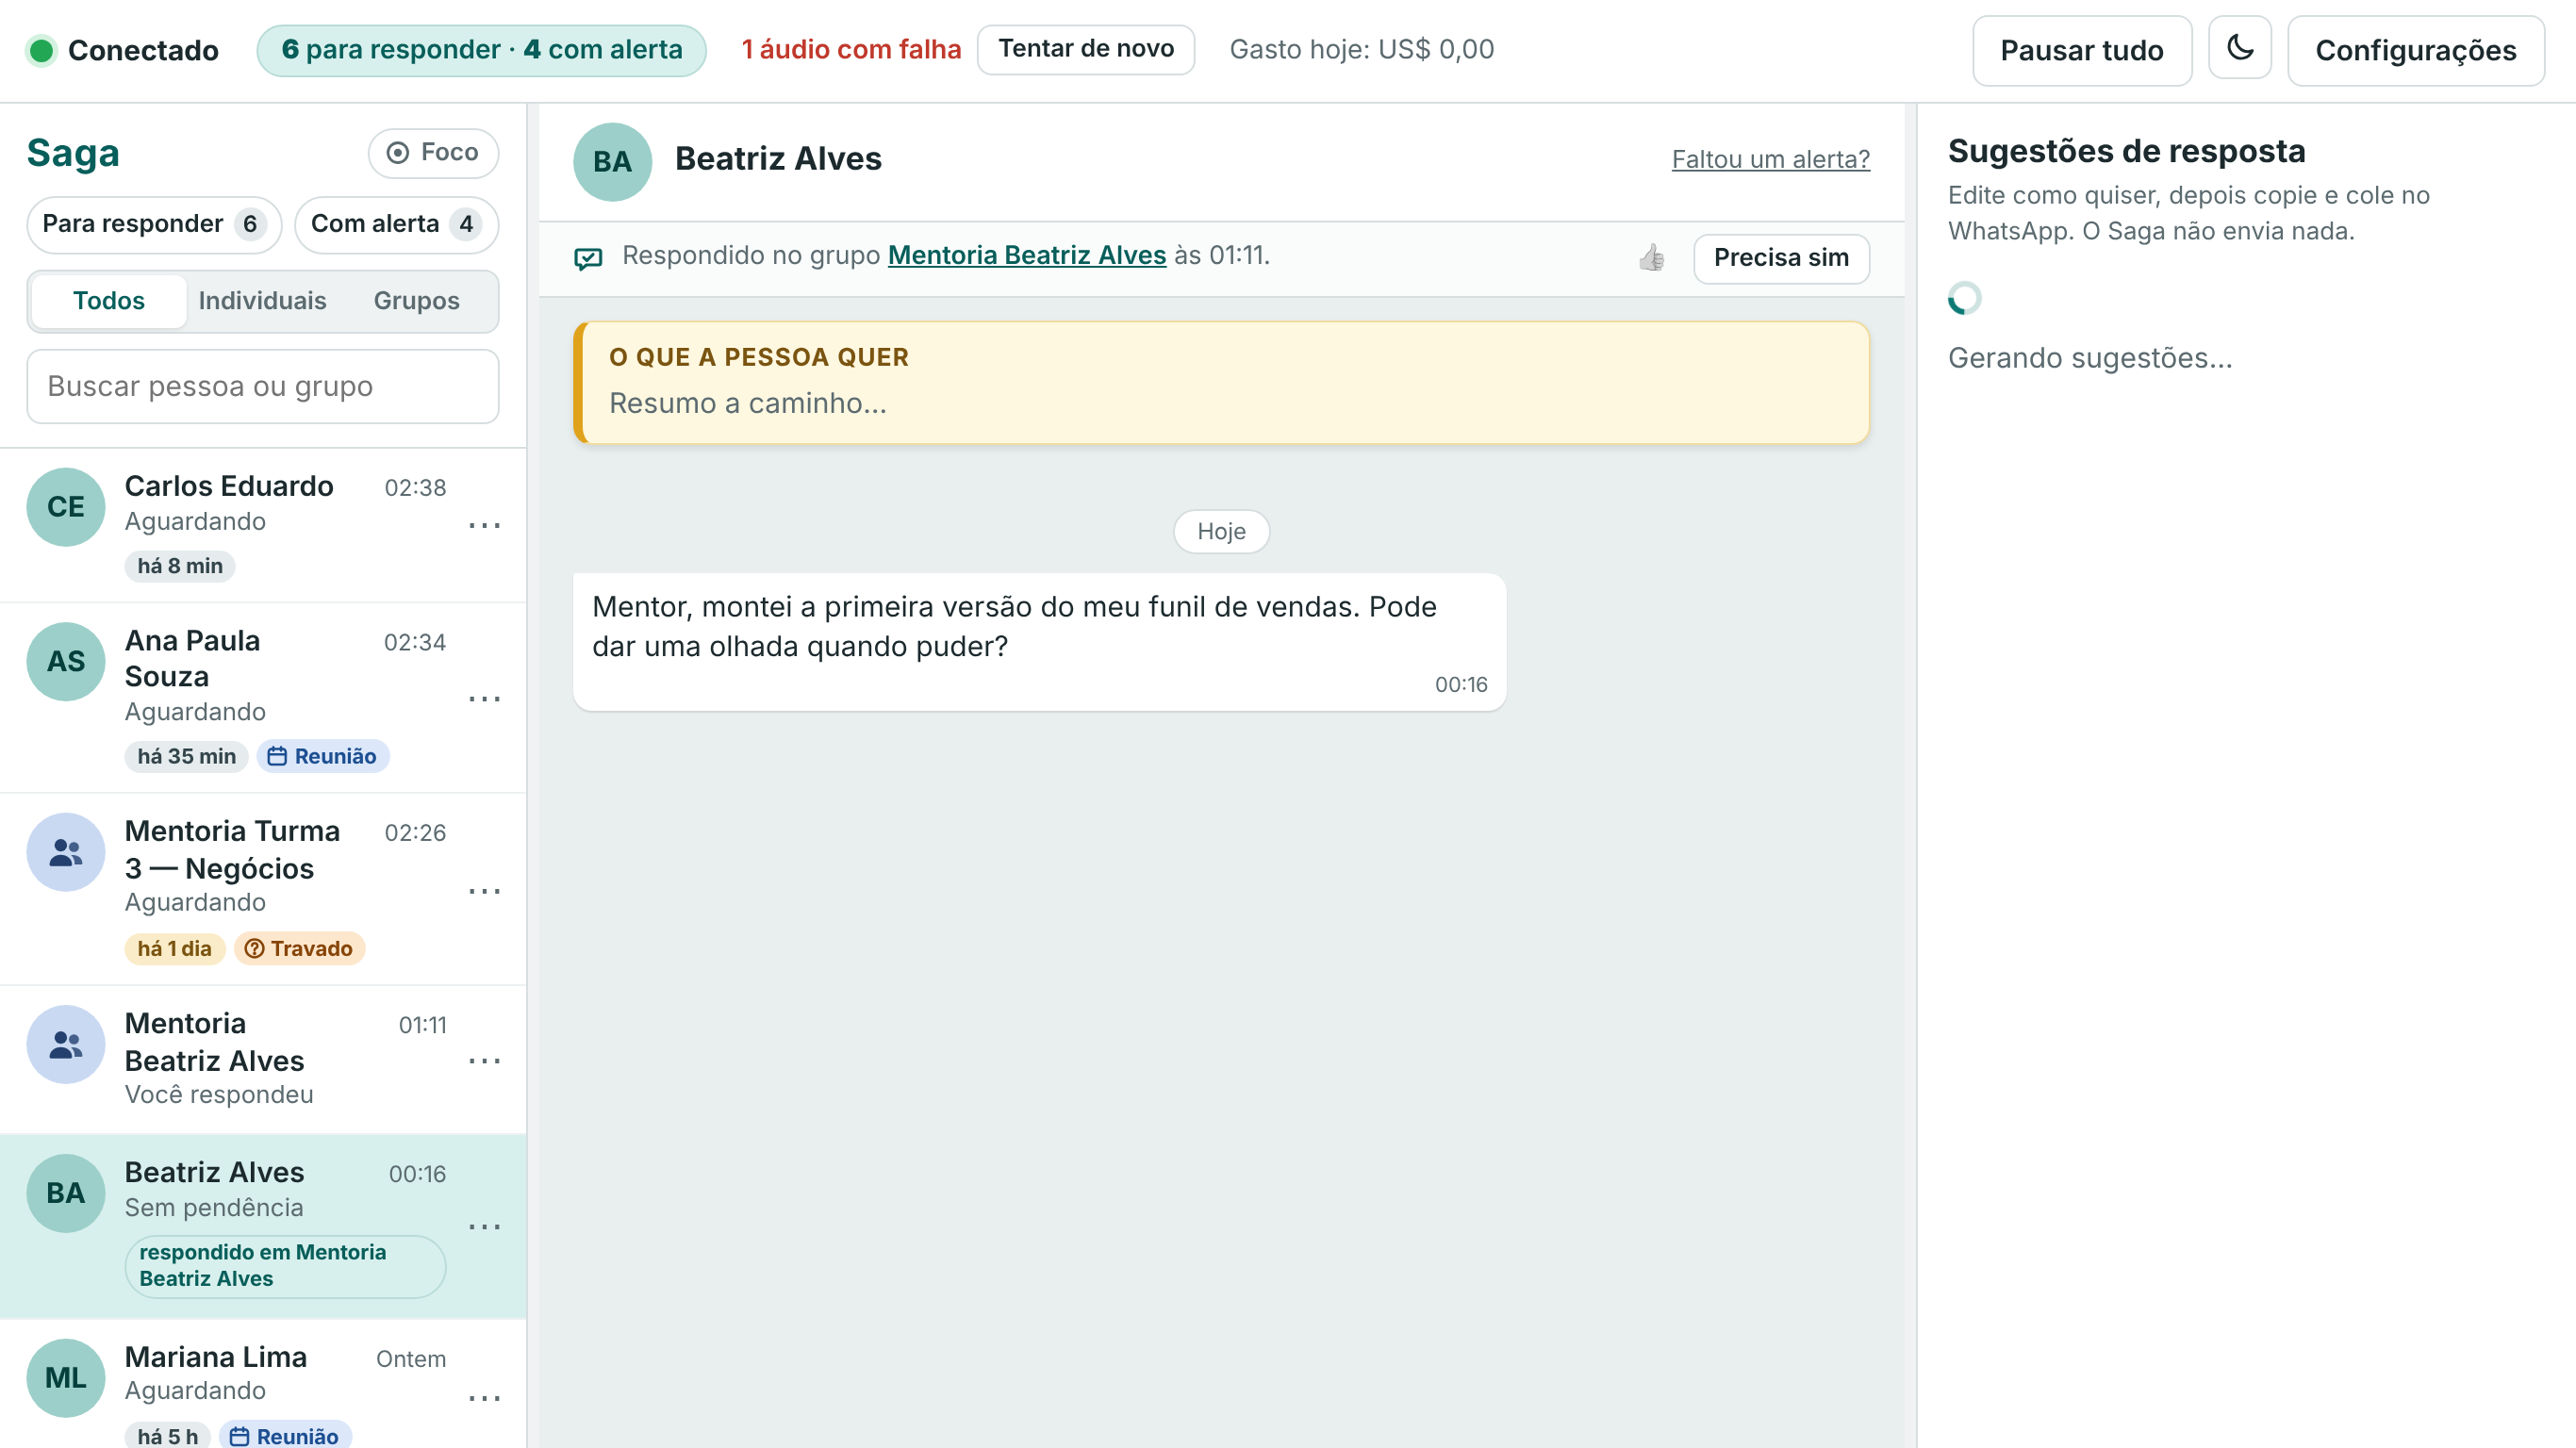 Conectado
6 para responder · 4 com alerta
1 áudio com falha
Tentar de novo
Gasto hoje: US$ 0,00
Pausar tudo
Configurações
Saga
Foco
Para responder 6
Com alerta 4
Todos
Individuais
Grupos
Buscar pessoa ou grupo
CE
Carlos Eduardo
02:38
Aguardando
...
há 8 min
AS
Ana Paula
Souza
02:34
Aguardando
...
há 35 min
Reunião
Mentoria Turma
3 — Negócios
02:26
Aguardando
...
há 1 dia
Travado
Mentoria
Beatriz Alves
01:11
Você respondeu
...
BA
Beatriz Alves
00:16
Sem pendência
...
respondido em Mentoria
Beatriz Alves
ML
Mariana Lima
Ontem
Aguardando
...
há 5 h
Reunião
BA
Beatriz Alves
Faltou um alerta?
Respondido no grupo Mentoria Beatriz Alves às 01:11.
Precisa sim
O QUE A PESSOA QUER
Resumo a caminho...
Hoje
Mentor, montei a primeira versão do meu funil de vendas. Pode
dar uma olhada quando puder?
00:16
Sugestões de resposta
Edite como quiser, depois copie e cole no
WhatsApp. O Saga não envia nada.
Gerando sugestões...